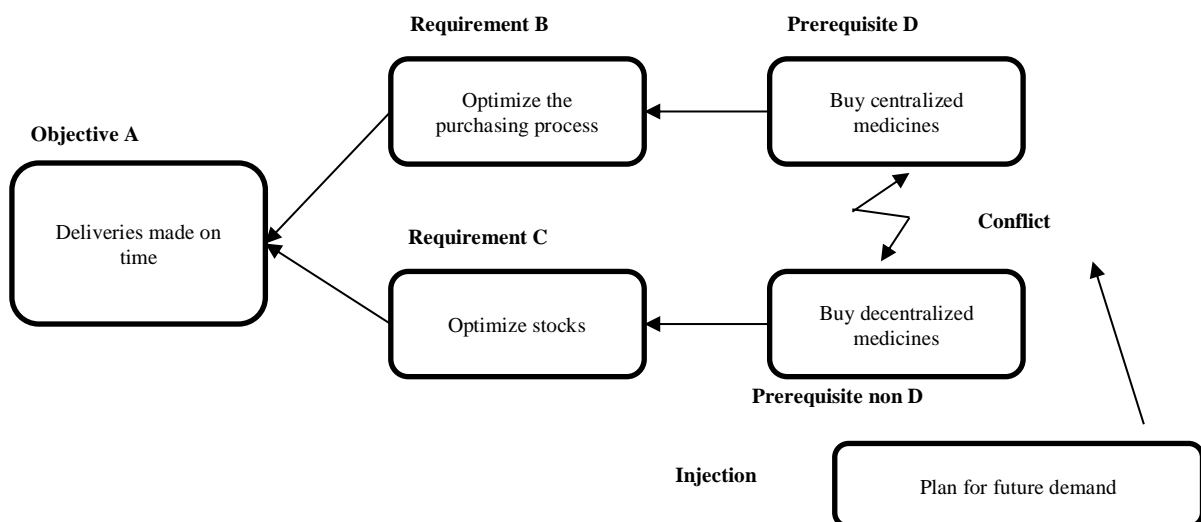 Requirement B
Prerequisite D
Optimize the
purchasing process
Buy centralized
medicines
Objective A
Deliveries made on
time
Conflict
Requirement C
Optimize stocks
Buy decentralized
medicines
Prerequisite non D
Injection
Plan for future demand